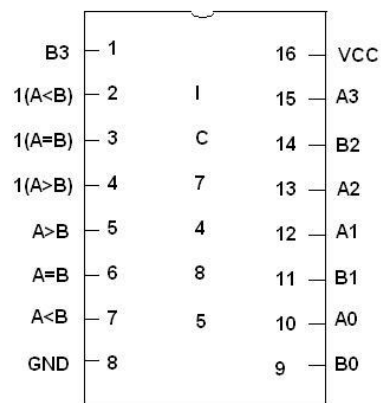 B3 1 16 VCC
1(A<B) 2 I 15 A3
1(A=B) 3 C 14 B2
1(A>B) 4 7 13 A2
A>B 5 4 12 A1
A=B 6 8 11 B1
A<B 7 5 10 A0
GND 8 9 B0